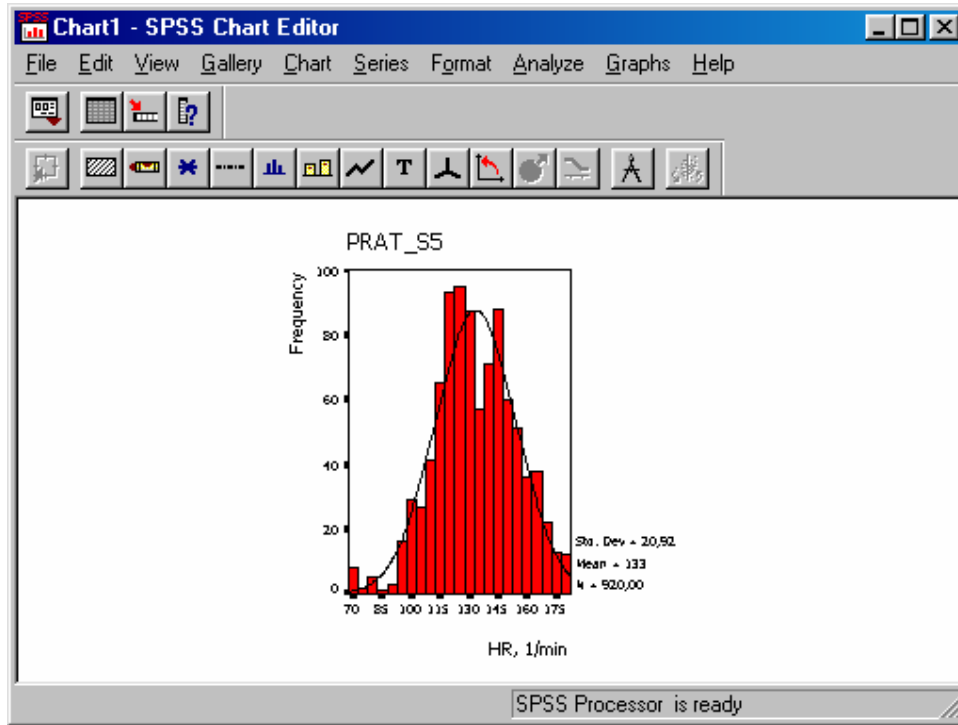 SPSS
Chart1 - SPSS Chart Editor
File Edit View Gallery Chart Series Format Analyze Graphs Help
T
PRAT_S5
Frequency
100
80
60
40
20
0
70 85 100 115 130 145 160 175
Std. Dev = 20,92
Mean = 133
N = 920,00
HR, 1/min
SPSS Processor is ready